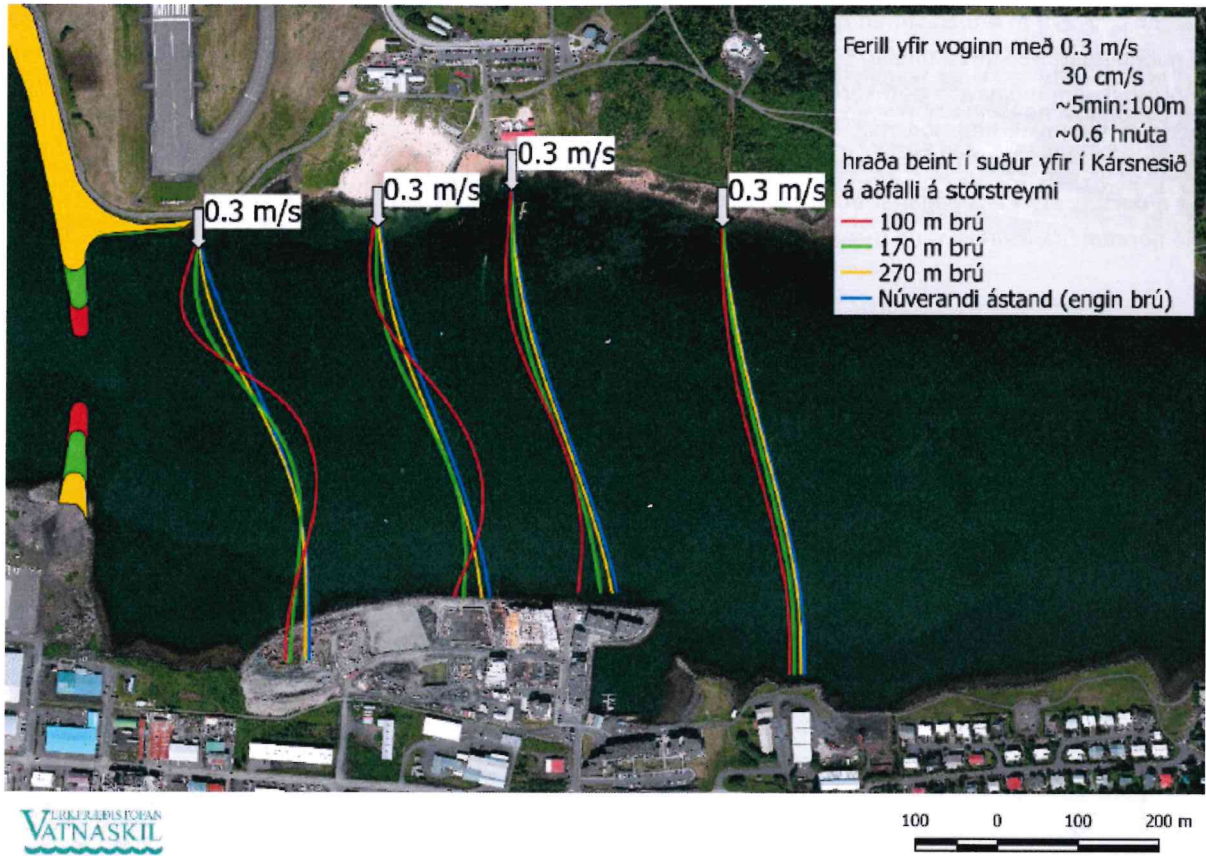 Ferill yfir voginn með 0.3 m/s
30 cm/s
~5min:100m
~0.6 hnúta
hraða beint í suður yfir í Kársnesið
á aðfalli á stórstreymi
100 m brú
170 m brú
270 m brú
Núverandi ástand (engin brú)
0.3 m/s
0.3 m/s
0.3 m/s
0.3 m/s
VERKFRÆÐISTOFAN
VATNASKIL
100 0 100 200 m